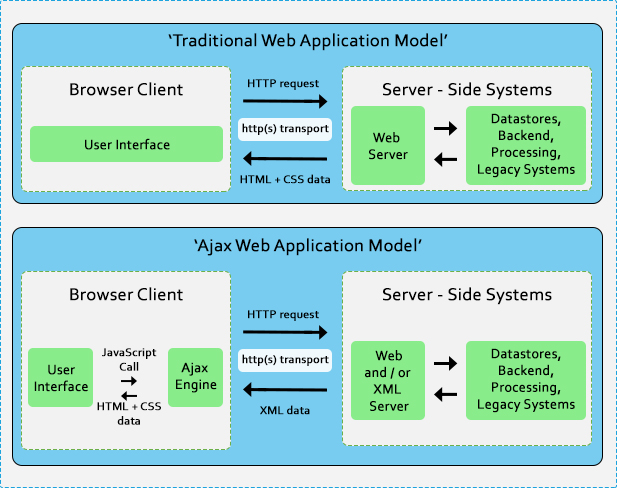 ‘Traditional Web Application Model’
Browser Client
User Interface
HTTP request
http(s) transport
HTML + CSS data
Server - Side Systems
Web
Server
Datastores,
Backend,
Processing,
Legacy Systems
‘Ajax Web Application Model’
Browser Client
User
Interface
JavaScript
Call
HTML + CSS
data
Ajax
Engine
HTTP request
http(s) transport
XML data
Server - Side Systems
Web
and / or
XML
Server
Datastores,
Backend,
Processing,
Legacy Systems